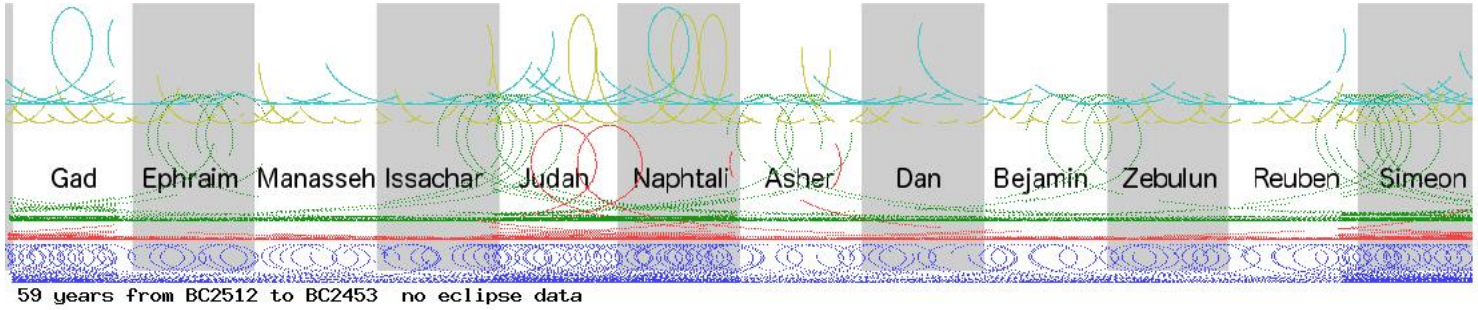 Gad Ephraim Manasseh Issachar Judah Naphtali Asher Dan Bejamin Zebulun Reuben Simeon
59 years from BC2512 to BC2453 no eclipse data